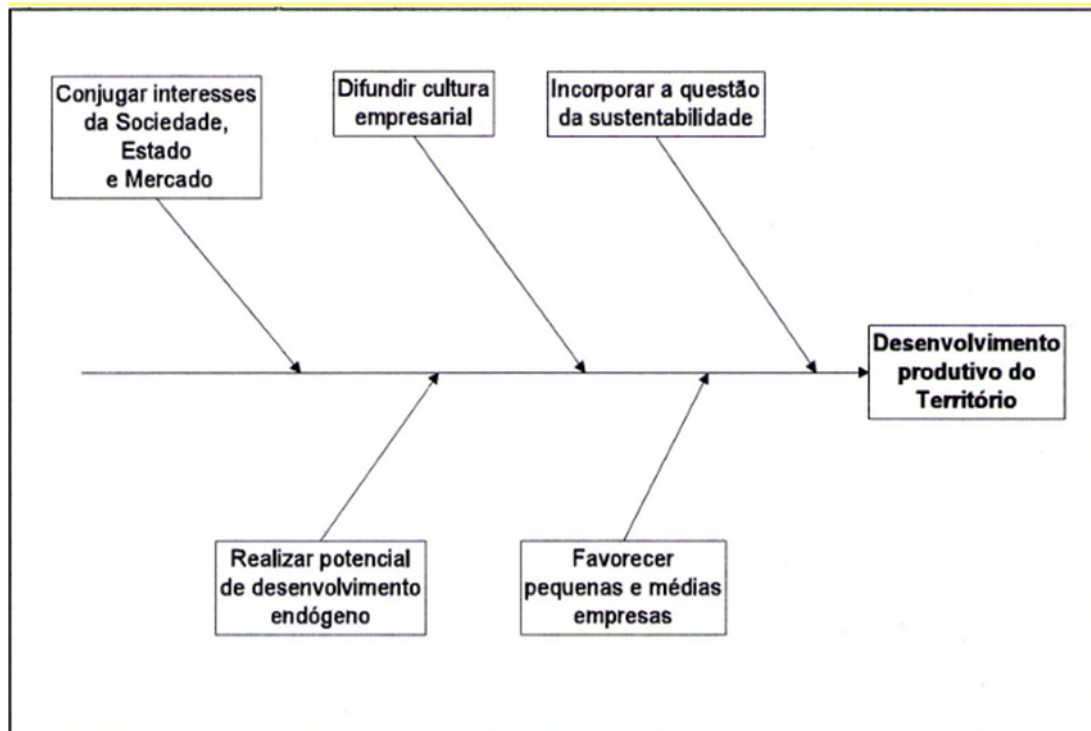 Conjugar interesses
da Sociedade,
Estado
e Mercado
Difundir cultura
empresarial
Incorporar a questão
da sustentabilidade
Desenvolvimento
produtivo do
Território
Realizar potencial
de desenvolvimento
endógeno
Favorecer
pequenas e médias
empresas